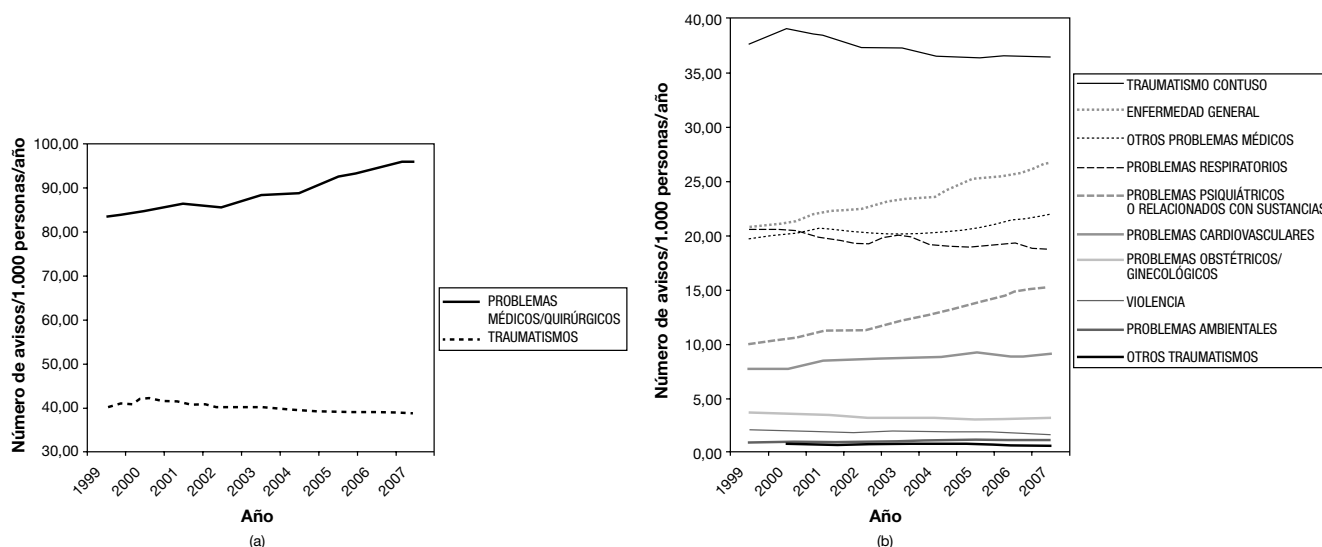 Número de avisos/1.000 personas/año
100,00
90,00
80,00
70,00
60,00
50,00
40,00
30,00
1999
2000
2001
2002
2003
2004
2005
2006
2007
Año
(a)
PROBLEMAS
MÉDICOS/QUIRÚRGICOS
TRAUMATISMOS
Número de avisos/1.000 personas/año
40,00
35,00
30,00
25,00
20,00
15,00
10,00
5,00
0,00
1999
2000
2001
2002
2003
2004
2005
2006
2007
Año
(b)
TRAUMATISMO CONTUSO
ENFERMEDAD GENERAL
OTROS PROBLEMAS MÉDICOS
PROBLEMAS RESPIRATORIOS
PROBLEMAS PSIQUIÁTRICOS
O RELACIONADOS CON SUSTANCIAS
PROBLEMAS CARDIOVASCULARES
PROBLEMAS OBSTÉTRICOS/
GINECOLÓGICOS
VIOLENCIA
PROBLEMAS AMBIENTALES
OTROS TRAUMATISMOS